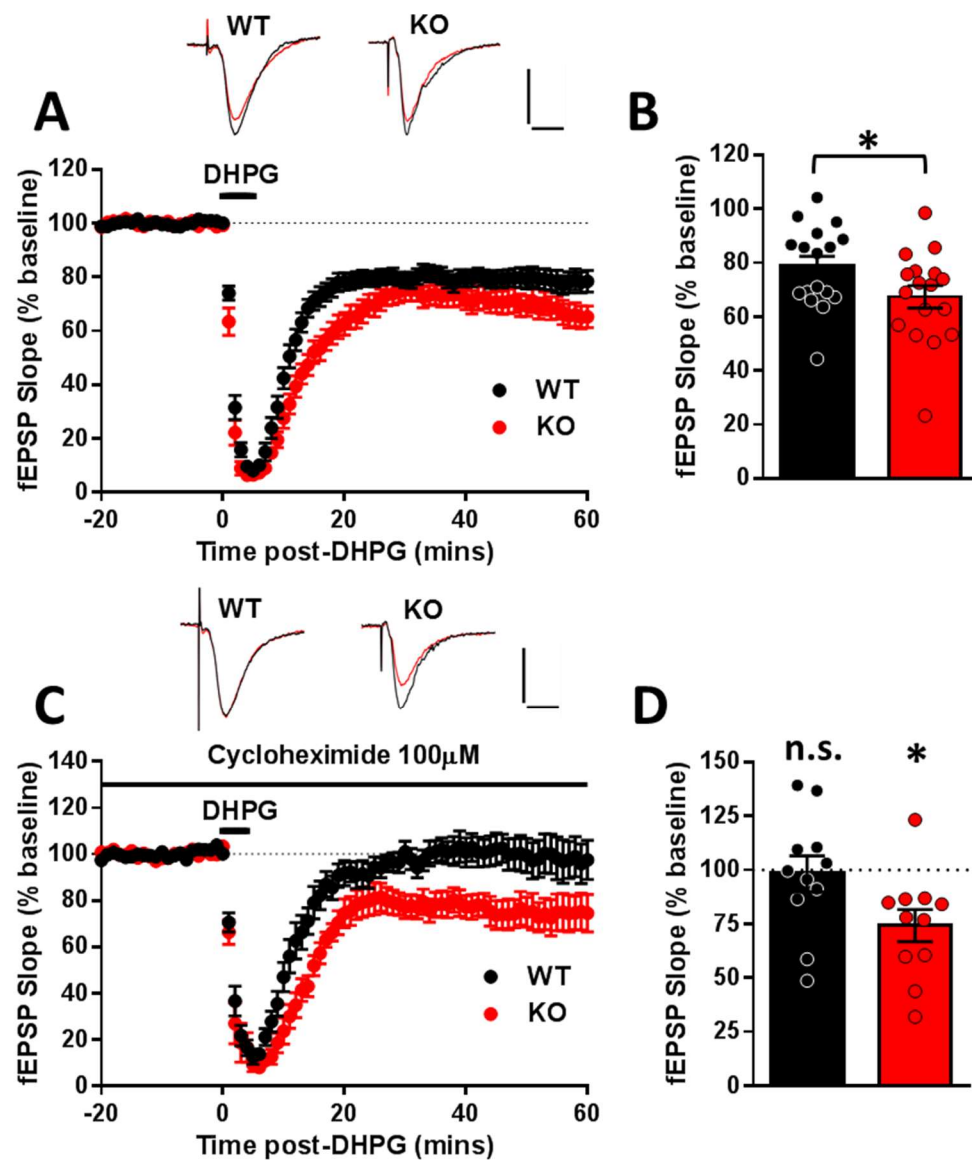 WT KO
A
B
fEPSP Slope (% baseline)
120
100
80
60
40
20
0
DHPG
WT
KO
-20 0 20 40 60
Time post-DHPG (mins)
fEPSP Slope (% baseline)
120
100
80
60
40
20
0
*
WT KO
C
D
Cycloheximide 100µM
fEPSP Slope (% baseline)
140
120
100
80
60
40
20
0
DHPG
WT
KO
-20 0 20 40 60
Time post-DHPG (mins)
fEPSP Slope (% baseline)
150
125
100
75
50
25
0
n.s. *